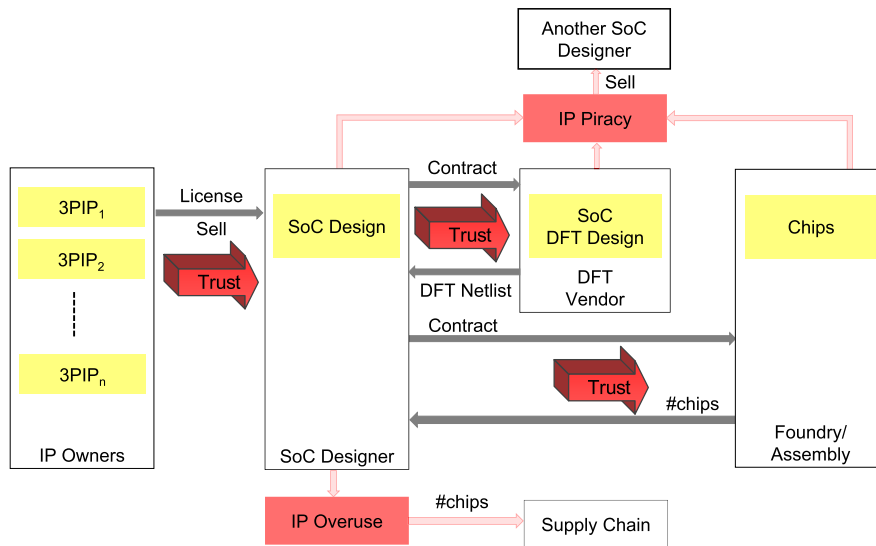 Another SoC
Designer
Sell
IP Piracy
3PIP1
3PIP2
3PIPn
IP Owners
License
Sell
Trust
SoC Design
SoC Designer
Contract
Trust
DFT Netlist
SoC
DFT Design
DFT
Vendor
Contract
Trust
#chips
Chips
Foundry/
Assembly
IP Overuse
#chips
Supply Chain